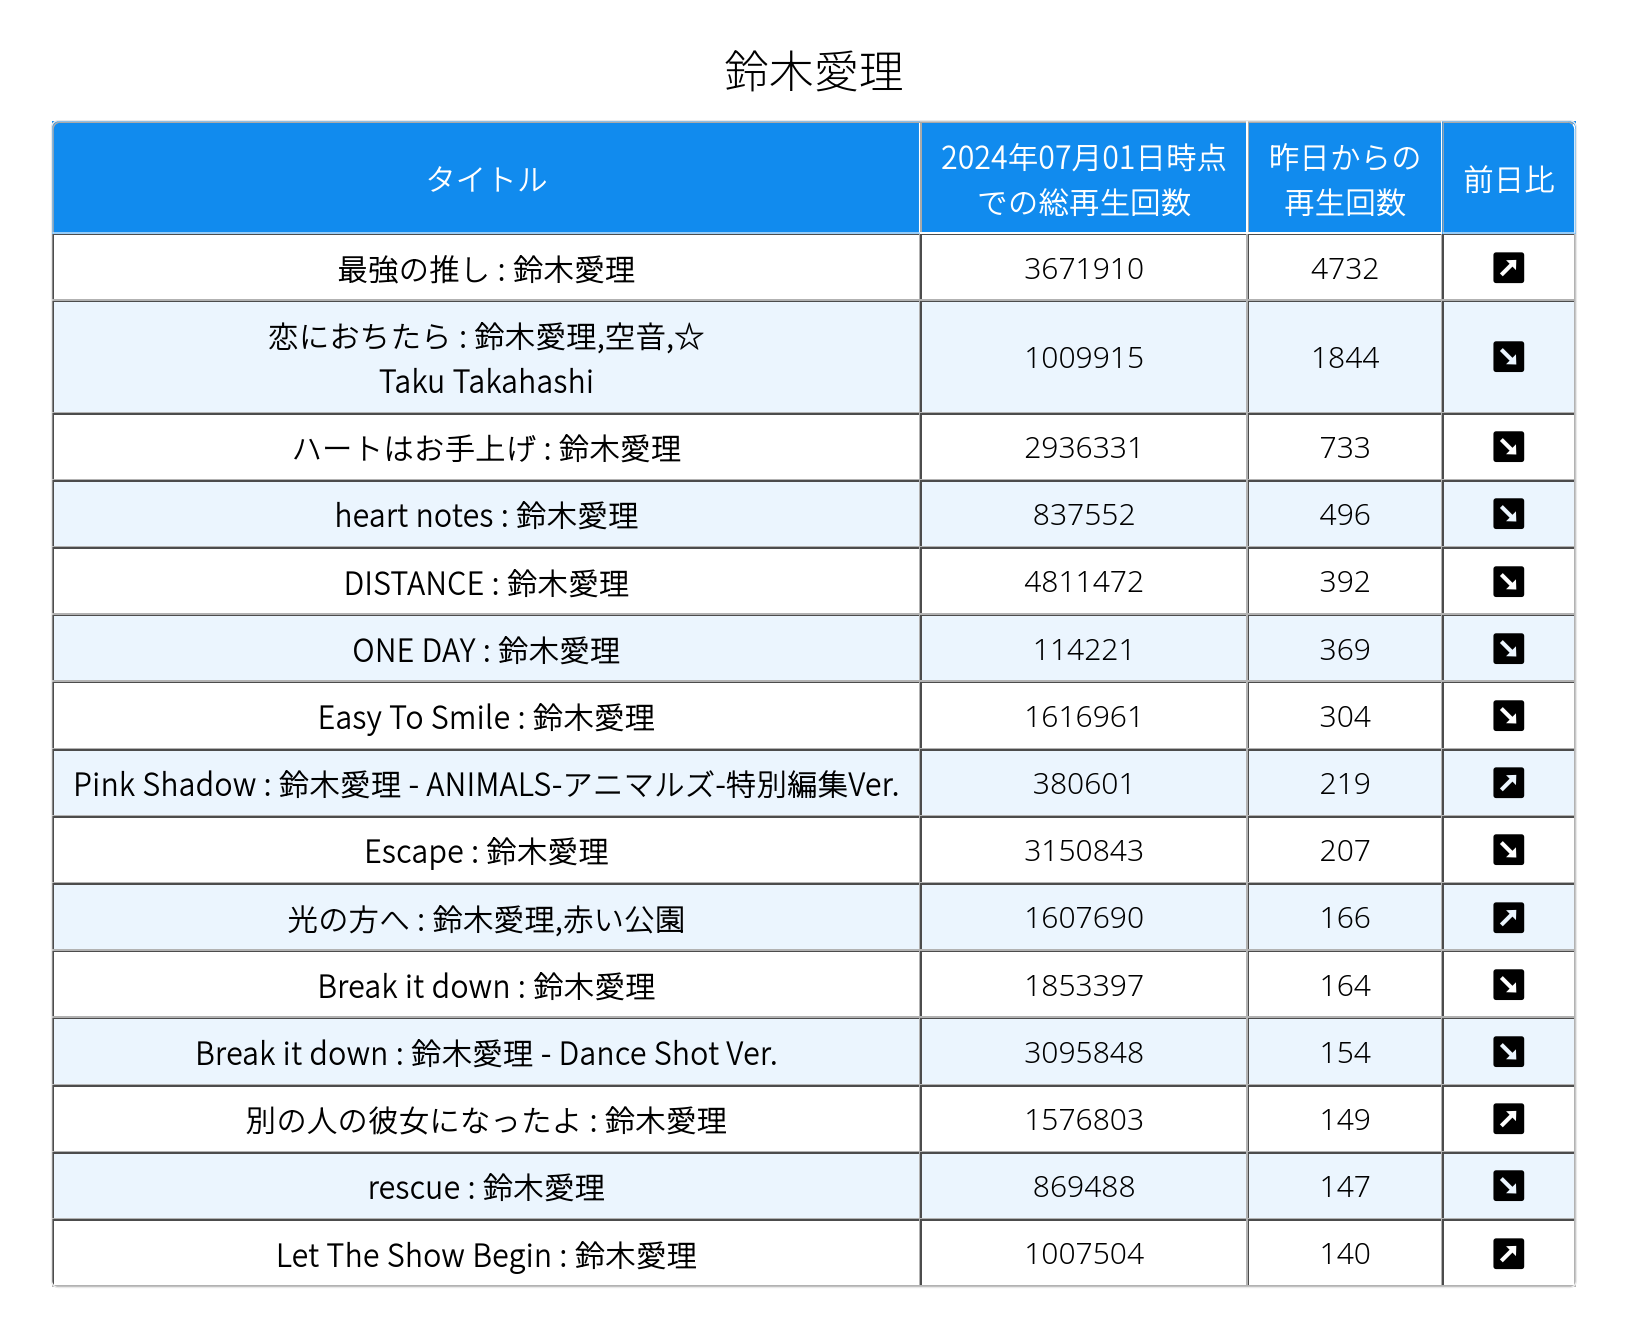 鈴木愛理
タイトル
2024年07月01日時点
での総再生回数
昨日からの
再生回数
前日比
最強の推し : 鈴木愛理 3671910 4732 ↗
恋におちたら : 鈴木愛理,空音,☆
Taku Takahashi
1009915 1844 ↘
ハートはお手上げ : 鈴木愛理 2936331 733 ↘
heart notes : 鈴木愛理 837552 496 ↘
DISTANCE : 鈴木愛理 4811472 392 ↘
ONE DAY : 鈴木愛理 114221 369 ↘
Easy To Smile : 鈴木愛理 1616961 304 ↘
Pink Shadow : 鈴木愛理 - ANIMALS-アニマルズ-特別編集Ver. 380601 219 ↗
Escape : 鈴木愛理 3150843 207 ↘
光の方へ : 鈴木愛理,赤い公園 1607690 166 ↗
Break it down : 鈴木愛理 1853397 164 ↘
Break it down : 鈴木愛理 - Dance Shot Ver. 3095848 154 ↘
別の人の彼女になったよ : 鈴木愛理 1576803 149 ↗
rescue : 鈴木愛理 869488 147 ↘
Let The Show Begin : 鈴木愛理 1007504 140 ↗